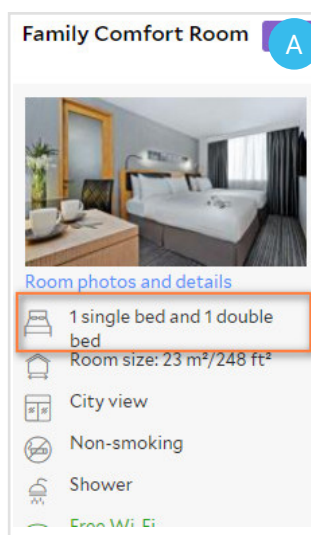 Family Comfort Room
A
Room photos and details
1 single bed and 1 double
bed
Room size: 23 m²/248 ft²
City view
Non-smoking
Shower
Free Wi-Fi